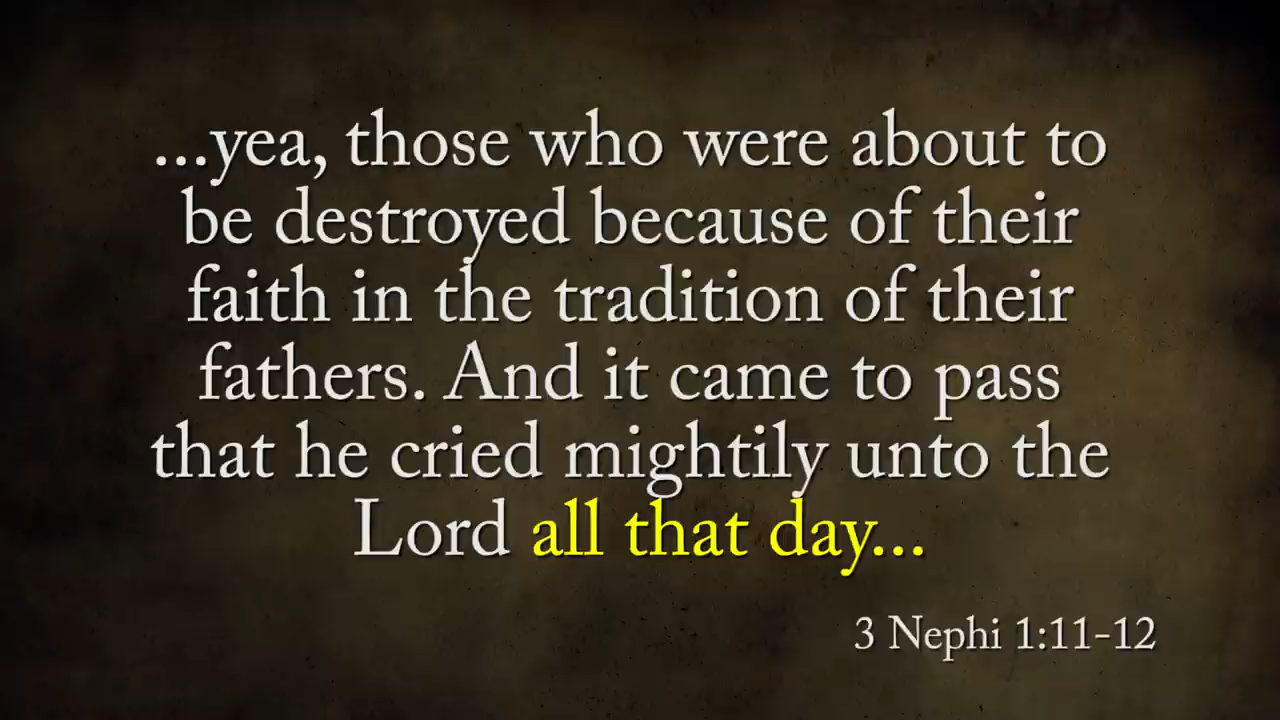 ...yea, those who were about to
be destroyed because of their
faith in the tradition of their
fathers. And it came to pass
that he cried mightily unto the
Lord all that day...
3 Nephi 1:11-12